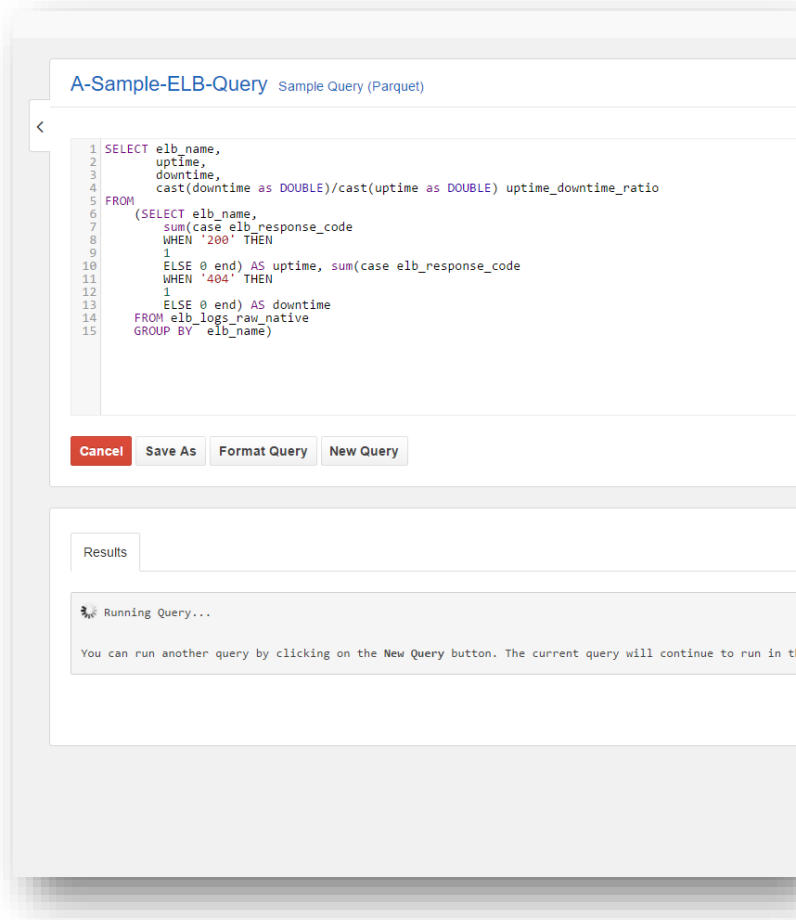 A-Sample-ELB-Query Sample Query (Parquet)
1 SELECT elb_name,
2 uptime,
3 downtime,
4 cast(downtime as DOUBLE)/cast(uptime as DOUBLE) uptime_downtime_ratio
5 FROM
6 (SELECT elb_name,
7 sum(case elb_response_code
8 WHEN '200' THEN
9 1
10 ELSE 0 end) AS uptime, sum(case elb_response_code
11 WHEN '404' THEN
12 1
13 ELSE 0 end) AS downtime
14 FROM elb_logs_raw_native
15 GROUP BY elb_name)
Cancel Save As Format Query New Query
Results
Running Query...
You can run another query by clicking on the New Query button. The current query will continue to run in